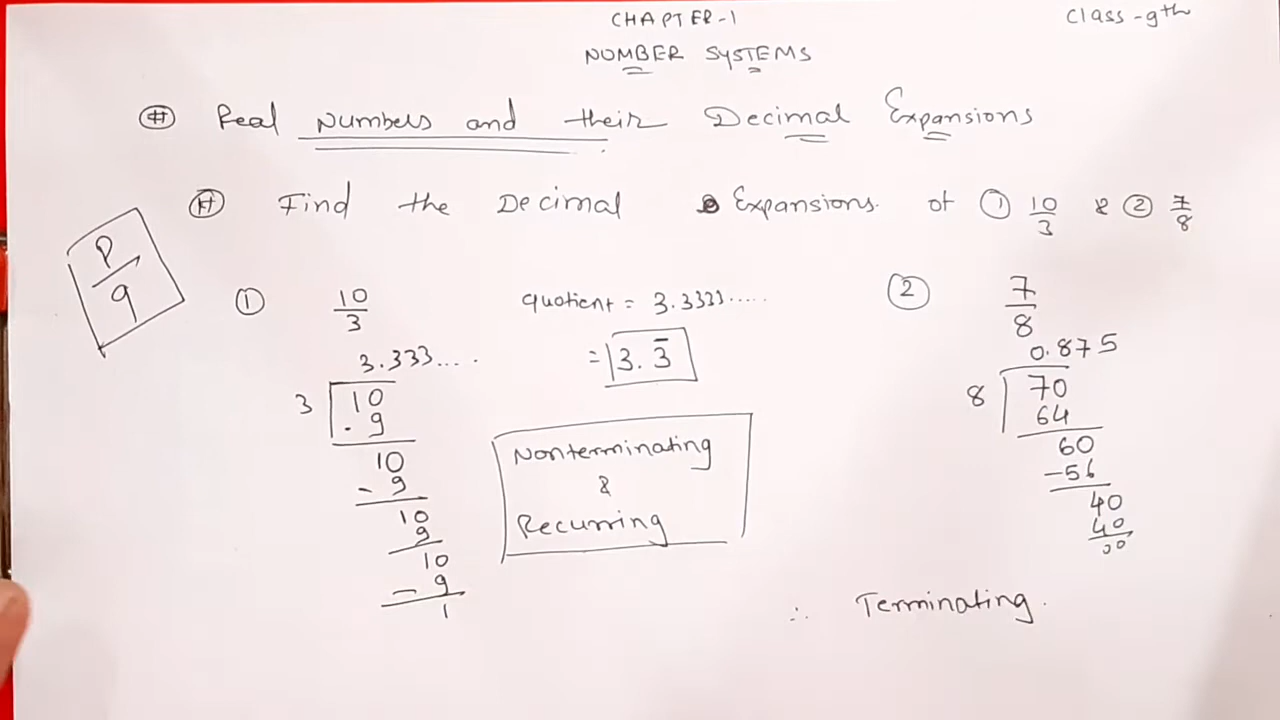 CHAPTER-1
Class-9th
NUMBER SYSTEMS
# Real Numbers and their Decimal Expansions
# Find the Decimal Expansions. of ① 10/3 & ② 7/8
P/q
① 10/3
3.333....
3 10
. 9
10
- 9
10
9
10
- 9
1
quotient = 3.3333.....
= 3.3̅
Nonterminating
&
Recurring
② 7/8
0.875
8 70
64
60
-56
40
40
00
∴ Terminating.